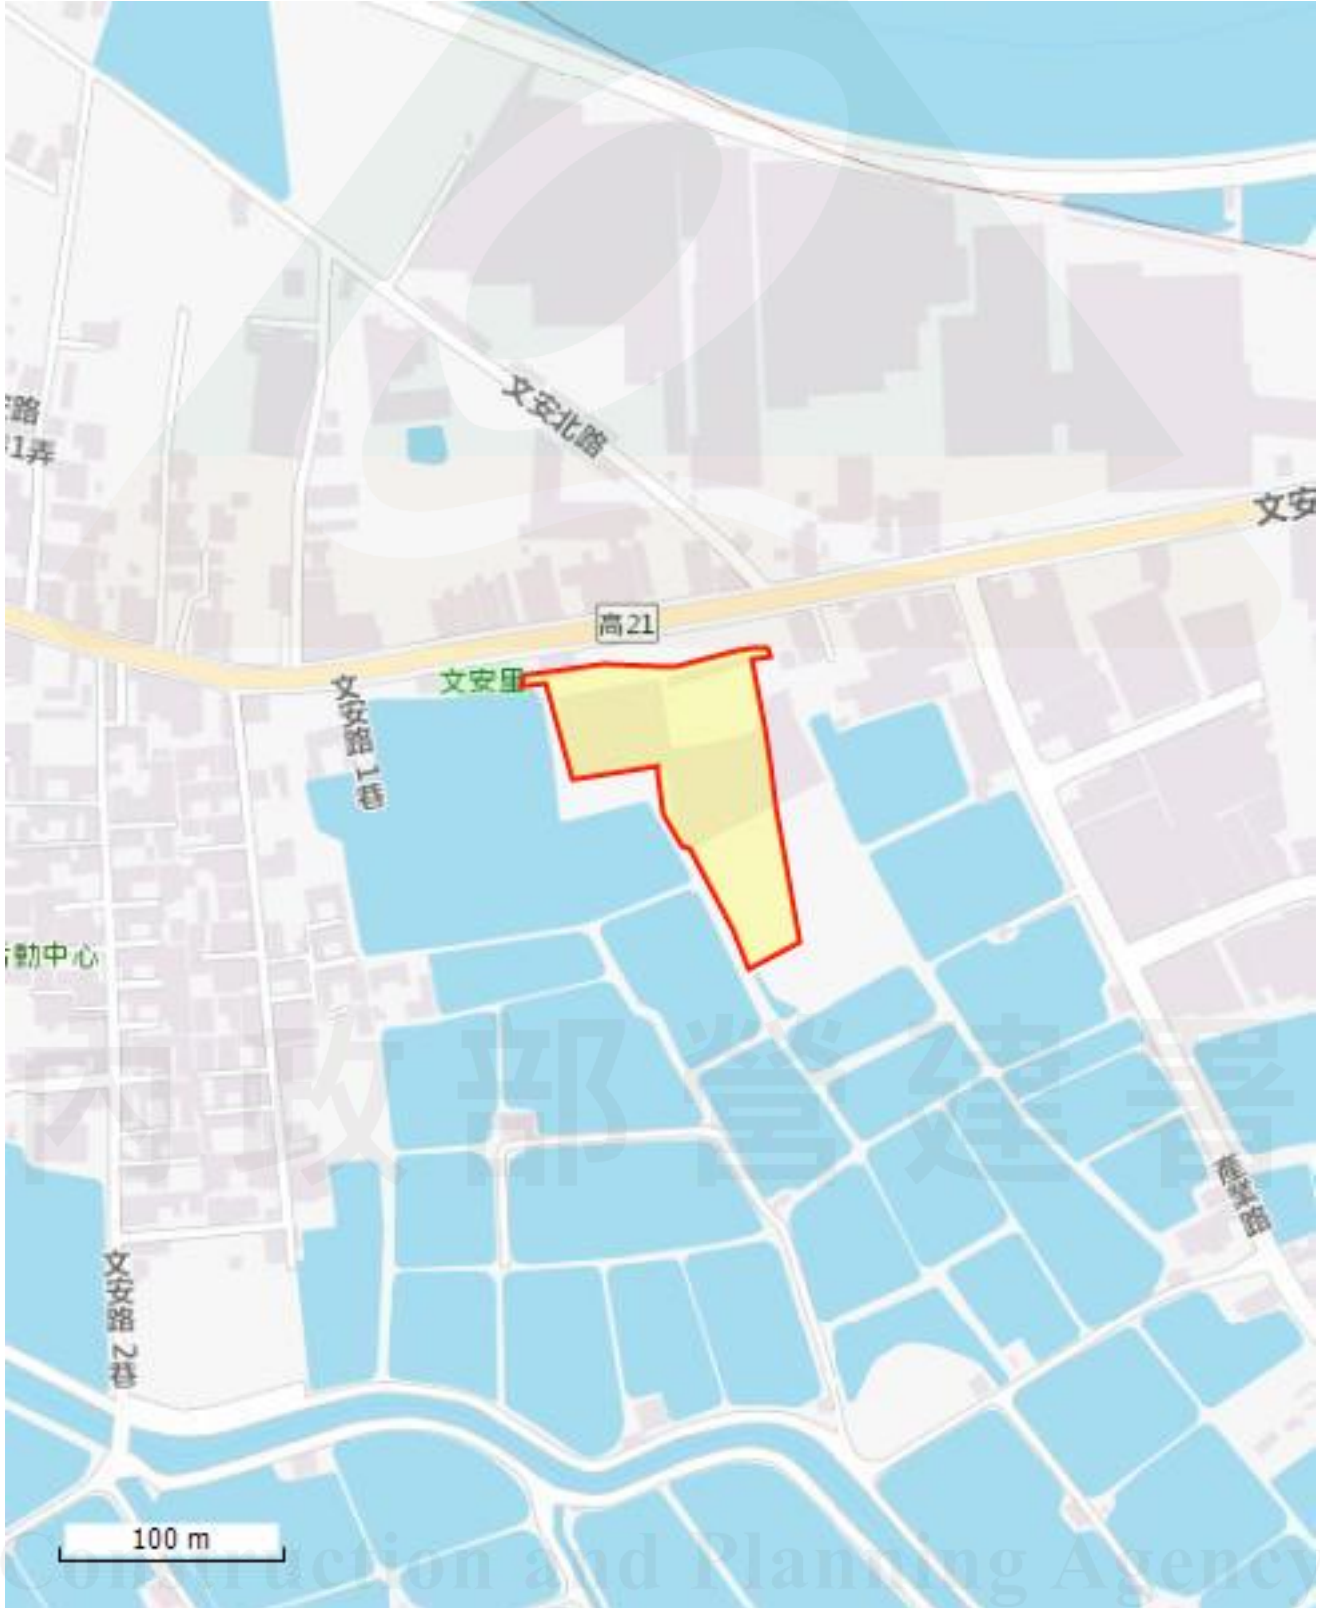 路
1弄
文安北路
文安
高21
文安里
文安路 1巷
動中心
內政部營建署
產業路
文安路 2巷
100 m
Construction and Planning Agency